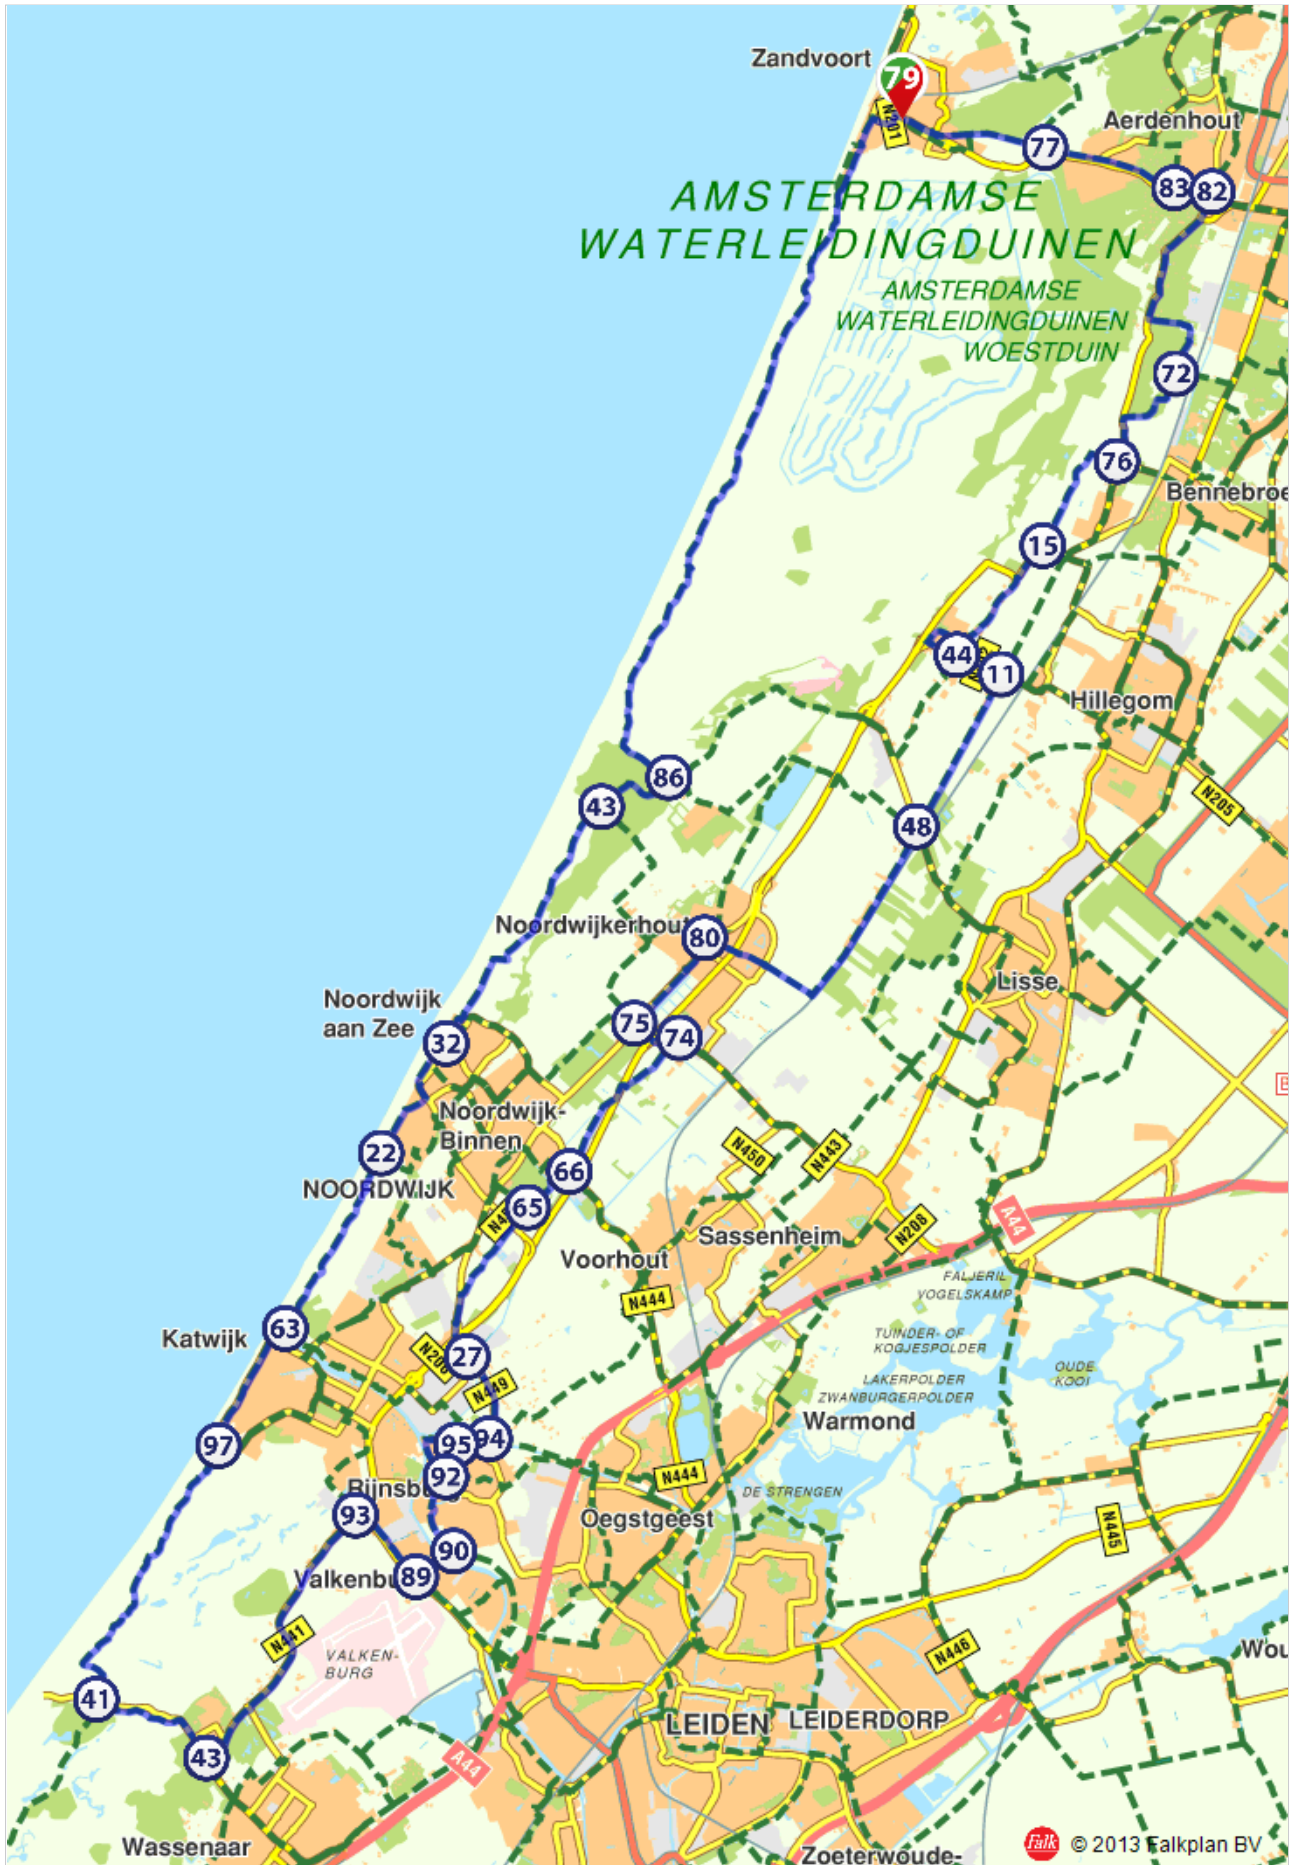 Zandvoort
79
N201
Aerdenhout
77
83
82
AMSTERDAMSE
WATERLEIDINGDUINEN
AMSTERDAMSE
WATERLEIDINGDUINEN
WOESTDUIN
72
76
Bennebroe
15
44
11
Hillegom
86
43
N205
48
Noordwijkerhout
80
Lisse
Noordwijk
aan Zee
75
74
32
Noordwijk-
Binnen
N450
N443
22
66
NOORDWIJK
65
A44
N208
Sassenheim
Voorhout
FALJERIL
VOGELSKAMP
N444
63
Katwijk
TUINDER- OF
KOGJESPOLDER
N206
27
OUDE
KOOI
N449
LAKERPOLDER
ZWANBURGERPOLDER
Warmond
97
95
94
92
N444
Rijnsburg
DE STRENGEN
93
Oegstgeest
N445
90
Valkenbu
89
N441
VALKEN-
BURG
N446
Wou
41
LEIDEN
LEIDERDORP
43
A44
Wassenaar
Falk
© 2013 Falkplan BV
Zoeterwoude-